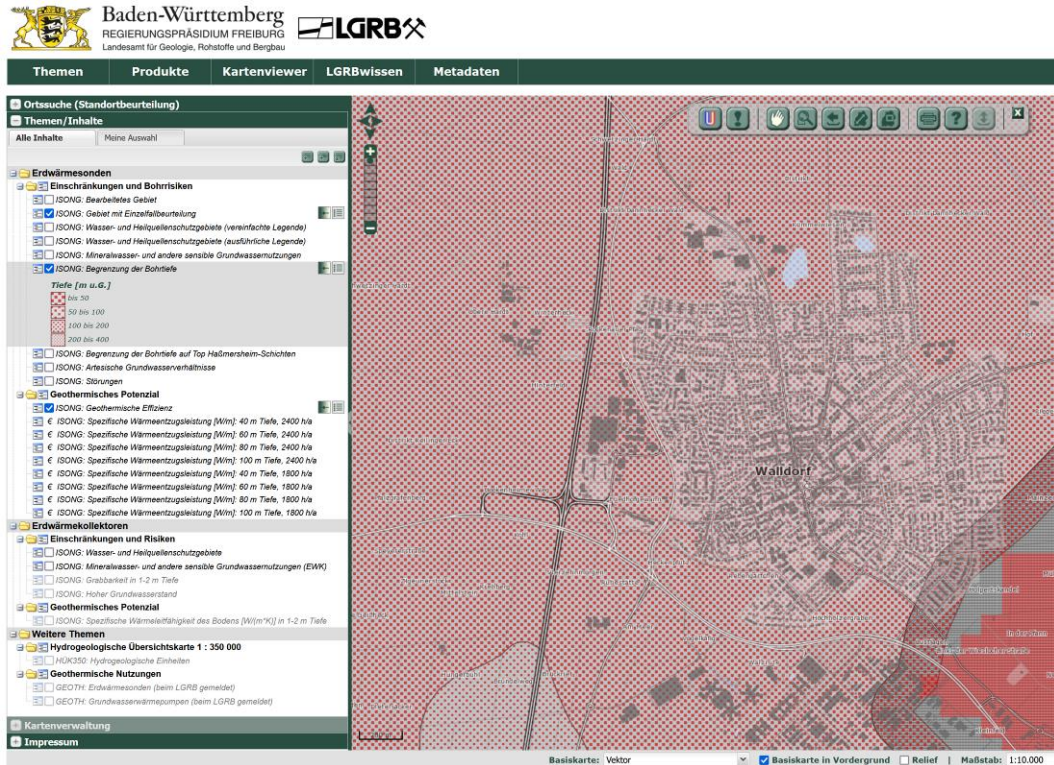 Baden-Württemberg
REGIERUNGSPRÄSIDIUM FREIBURG
Landesamt für Geologie, Rohstoffe und Bergbau
LGRB
Themen Produkte Kartenviewer LGRBwissen Metadaten
Ortssuche (Standortbeurteilung)
Themen/Inhalte
Alle Inhalte Meine Auswahl
Erdwärmesonden
Einschränkungen und Bohrrisiken
ISONG: Bearbeitetes Gebiet
ISONG: Gebiet mit Einzelfallbeurteilung
ISONG: Wasser- und Heilquellenschutzgebiete (vereinfachte Legende)
ISONG: Wasser- und Heilquellenschutzgebiete (ausführliche Legende)
ISONG: Mineralwasser- und andere sensible Grundwassernutzungen
ISONG: Begrenzung der Bohrtiefe
Tiefe [m u.G.]
bis 50
50 bis 100
100 bis 200
200 bis 400
ISONG: Begrenzung der Bohrtiefe auf Top Haßmersheim-Schichten
ISONG: Artesische Grundwasserverhältnisse
ISONG: Störungen
Geothermisches Potenzial
ISONG: Geothermische Effizienz
€ ISONG: Spezifische Wärmeentzugsleistung [W/m]: 40 m Tiefe, 2400 h/a
€ ISONG: Spezifische Wärmeentzugsleistung [W/m]: 60 m Tiefe, 2400 h/a
€ ISONG: Spezifische Wärmeentzugsleistung [W/m]: 80 m Tiefe, 2400 h/a
€ ISONG: Spezifische Wärmeentzugsleistung [W/m]: 100 m Tiefe, 2400 h/a
€ ISONG: Spezifische Wärmeentzugsleistung [W/m]: 40 m Tiefe, 1800 h/a
€ ISONG: Spezifische Wärmeentzugsleistung [W/m]: 60 m Tiefe, 1800 h/a
€ ISONG: Spezifische Wärmeentzugsleistung [W/m]: 80 m Tiefe, 1800 h/a
€ ISONG: Spezifische Wärmeentzugsleistung [W/m]: 100 m Tiefe, 1800 h/a
Erdwärmekollektoren
Einschränkungen und Risiken
ISONG: Wasser- und Heilquellenschutzgebiete
ISONG: Mineralwasser- und andere sensible Grundwassernutzungen (EWK)
ISONG: Grabbarkeit in 1-2 m Tiefe
ISONG: Hoher Grundwasserstand
Geothermisches Potenzial
ISONG: Spezifische Wärmeleitfähigkeit des Bodens [W/(m*K)] in 1-2 m Tiefe
Weitere Themen
Hydrogeologische Übersichtskarte 1 : 350 000
HÜK350: Hydrogeologische Einheiten
Geothermische Nutzungen
GEOTH: Erdwärmesonden (beim LGRB gemeldet)
GEOTH: Grundwasserwärmepumpen (beim LGRB gemeldet)
Kartenverwaltung
Impressum
Walldorf
In der Pfann
Basiskarte: Vektor Basiskarte in Vordergrund Relief | Maßstab: 1:10.000